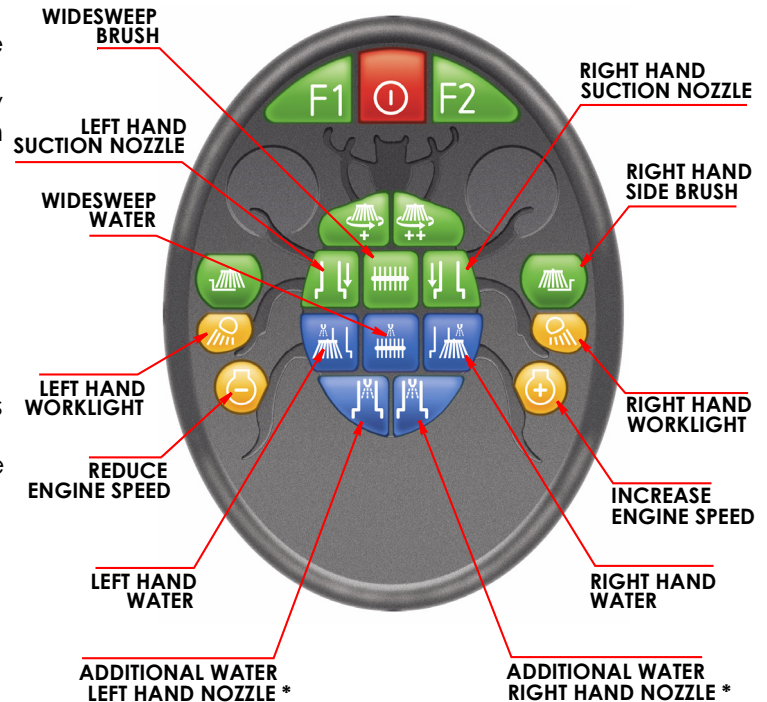 WIDESWEEP
BRUSH
LEFT HAND
SUCTION NOZZLE
WIDESWEEP
WATER
RIGHT HAND
SUCTION NOZZLE
RIGHT HAND
SIDE BRUSH
F1
F2
+
++
−
+
LEFT HAND
WORKLIGHT
REDUCE
ENGINE SPEED
RIGHT HAND
WORKLIGHT
INCREASE
ENGINE SPEED
LEFT HAND
WATER
RIGHT HAND
WATER
ADDITIONAL WATER
LEFT HAND NOZZLE *
ADDITIONAL WATER
RIGHT HAND NOZZLE *